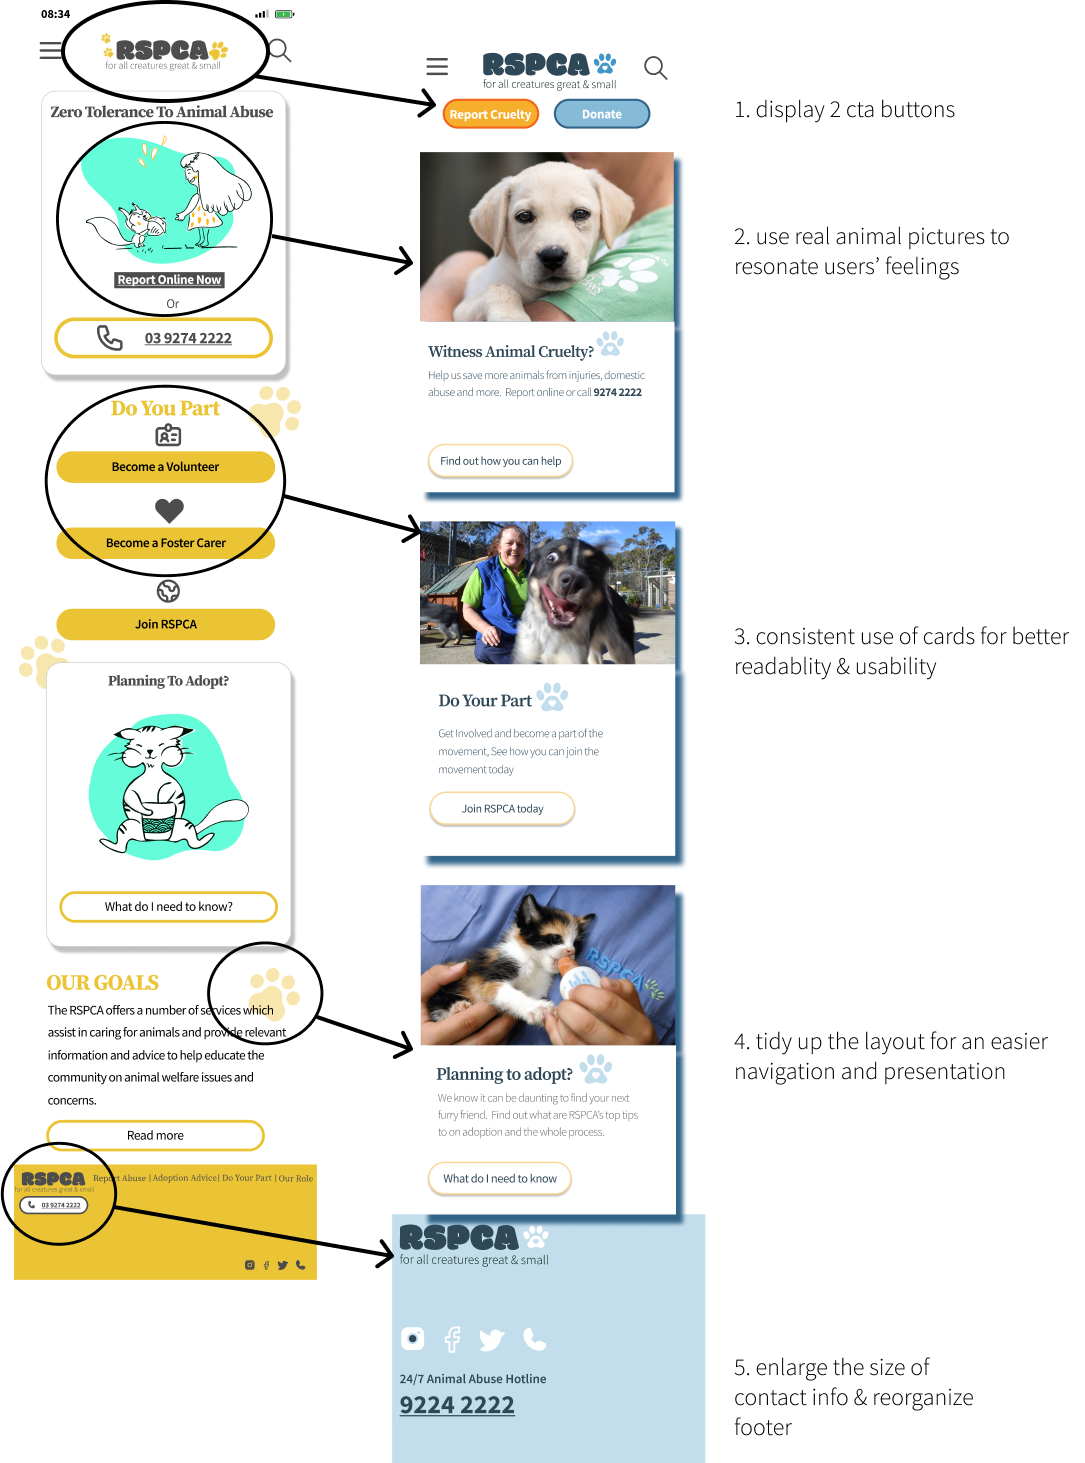 08:34
RSPCA
for all creatures great & small
Zero Tolerance To Animal Abuse
Report Online Now
Or
03 9274 2222
Do You Part
Become a Volunteer
Become a Foster Carer
Join RSPCA
Planning To Adopt?
What do I need to know?
OUR GOALS
The RSPCA offers a number of services which
assist in caring for animals and provide relevant
information and advice to help educate the
community on animal welfare issues and
concerns.
Read more
RSPCA
for all creatures great & small
Report Abuse | Adoption Advice| Do Your Part | Our Role
03 9274 2222
RSPCA
for all creatures great & small
Report Cruelty
Donate
Witness Animal Cruelty?
Help us save more animals from injuries, domestic
abuse and more. Report online or call 9274 2222
Find out how you can help
Do Your Part
Get Involved and become a part of the
movement, See how you can join the
movement today
Join RSPCA today
RSPCA
Planning to adopt?
We know it can be daunting to find your next
furry friend. Find out what are RSPCA's top tips
to on adoption and the whole process.
What do I need to know
RSPCA
for all creatures great & small
24/7 Animal Abuse Hotline
9224 2222
1. display 2 cta buttons
2. use real animal pictures to
resonate users' feelings
3. consistent use of cards for better
readablity & usability
4. tidy up the layout for an easier
navigation and presentation
5. enlarge the size of
contact info & reorganize
footer